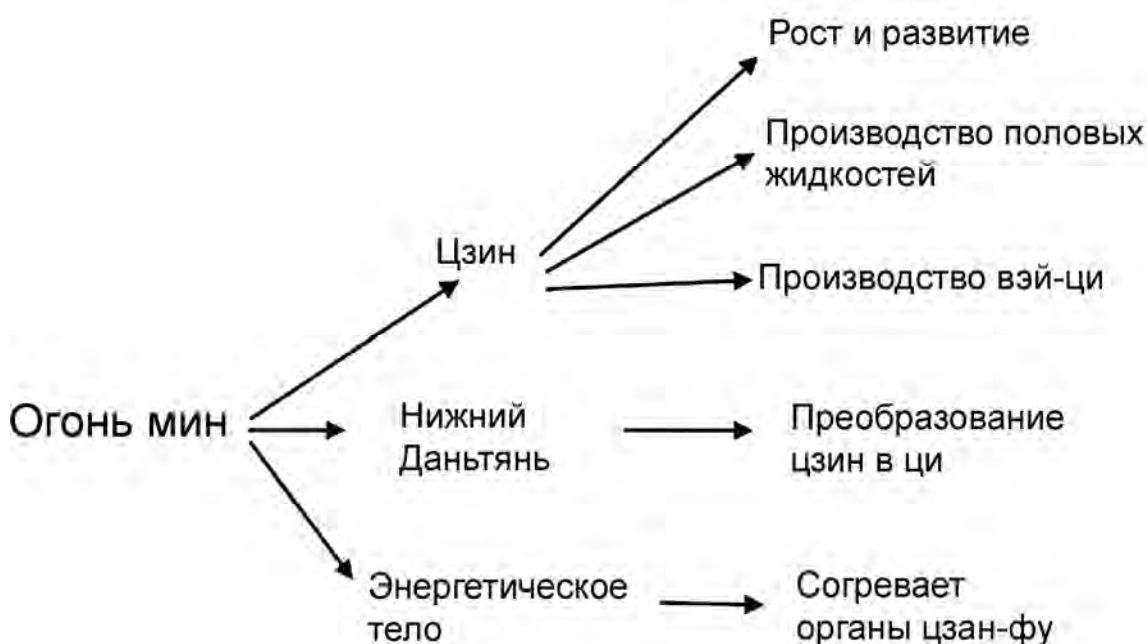 Рост и развитие
Производство половых
жидкостей
Цзин
Производство вэй-ци
Огонь мин
Нижний
Даньтянь
Преобразование
цзин в ци
Энергетическое
тело
Согревает
органы цзан-фу